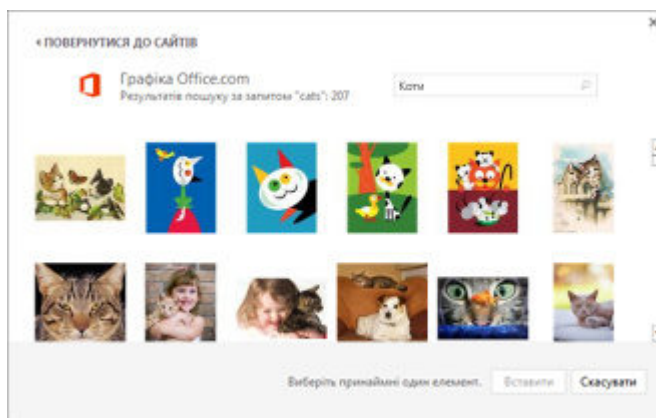 ◂ ПОВЕРНУТИСЯ ДО САЙТІВ
Графіка Office.com
Результатів пошуку за запитом "cats": 207
Коти
Виберіть принаймні один елемент.
Вставити
Скасувати